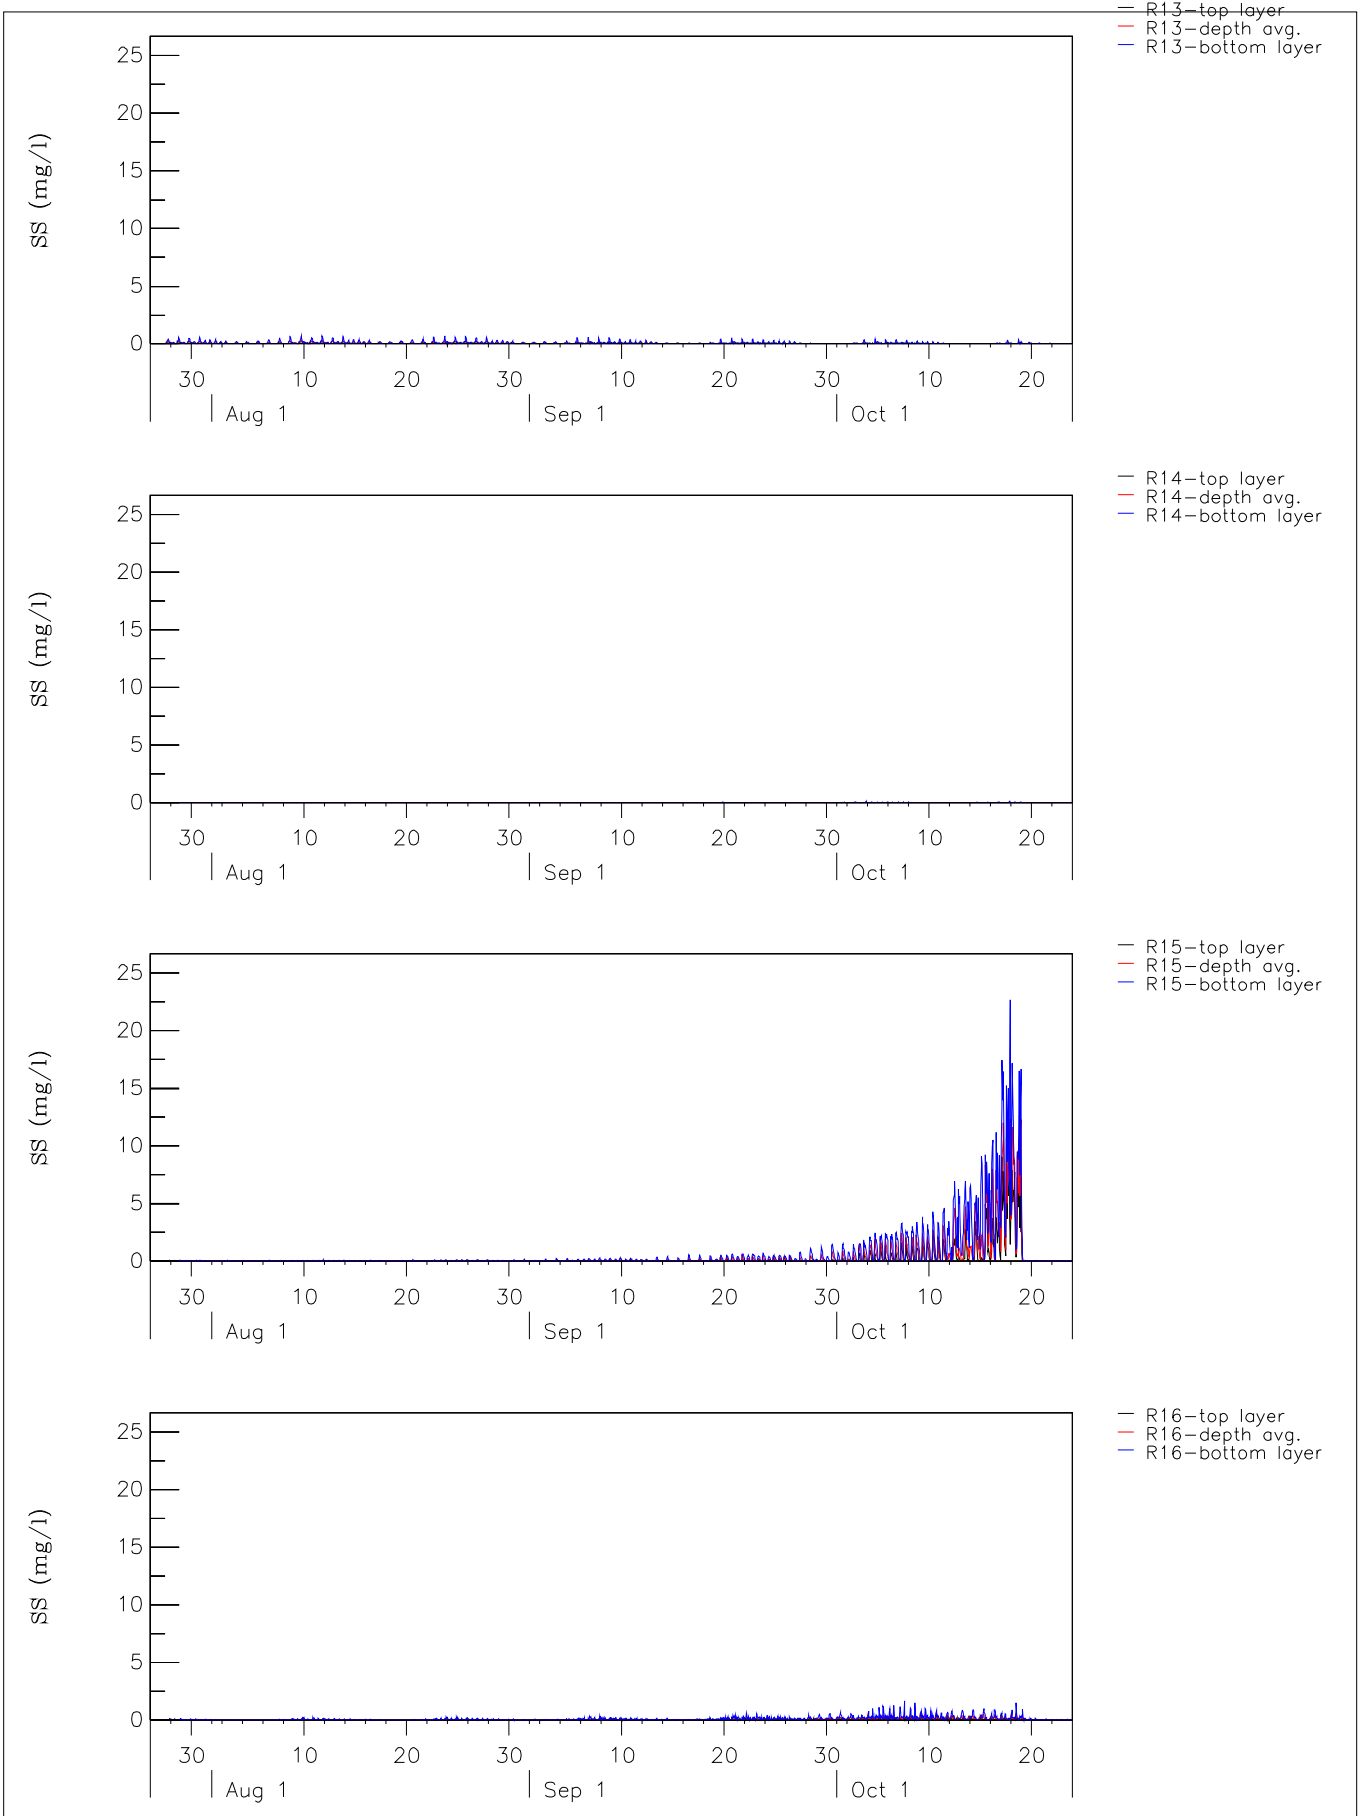 R13-top layer
R13-depth avg.
R13-bottom layer
SS (mg/l)
25
20
15
10
5
0
30 10 20 30 10 20 30 10 20
Aug 1 Sep 1 Oct 1
R14-top layer
R14-depth avg.
R14-bottom layer
SS (mg/l)
25
20
15
10
5
0
30 10 20 30 10 20 30 10 20
Aug 1 Sep 1 Oct 1
R15-top layer
R15-depth avg.
R15-bottom layer
SS (mg/l)
25
20
15
10
5
0
30 10 20 30 10 20 30 10 20
Aug 1 Sep 1 Oct 1
R16-top layer
R16-depth avg.
R16-bottom layer
SS (mg/l)
25
20
15
10
5
0
30 10 20 30 10 20 30 10 20
Aug 1 Sep 1 Oct 1